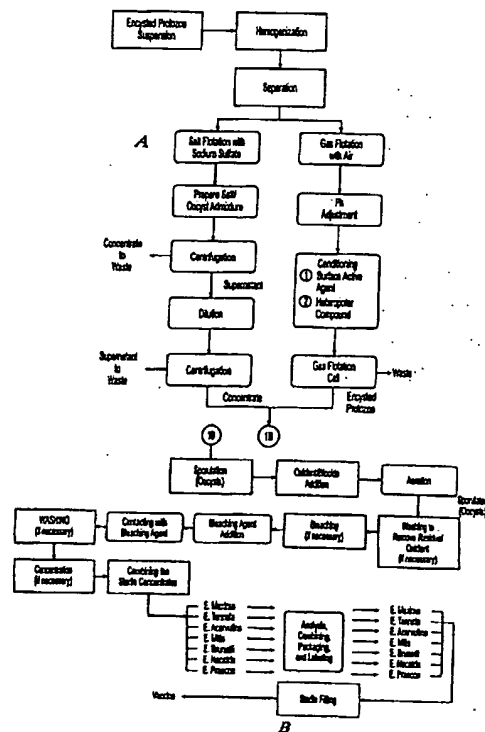 Encysted Protozoa
Suspension
Homogenization
Separation
A
Salt Flotation with
Sodium Sulfate
Gas Flotation
with Air
Prepare Salt/
Oocyst Admixture
Ph
Adjustment
Concentrate
to
Waste
Centrifugation
Supernatant
Conditioning
1 Surface Active
Agent
2 Heteropolar
Compound
Dilution
Supernatant
to
Waste
Centrifugation
Gas Flotation
Cell
Waste
Concentrate
Encysted
Protozoa
Sporulation
(Oocysts)
Oxidant/Biocide
Addition
Aeration
Sporulated
(Oocysts)
WASHING
(if necessary)
Contacting with
Bleaching Agent
Bleaching Agent
Addition
Bleaching
(if necessary)
Washing to
Remove Residual
Oxidant
(if necessary)
Concentration
(if necessary)
Combining the
Sterile Concentrates
E. Maxima
E. Tenella
E. Acervulina
E. Mitis
E. Brunetti
E. Necatrix
E. Praecox
Analysis,
Combining,
Packaging,
and Labeling
E. Maxima
E. Tenella
E. Acervulina
E. Mitis
E. Brunetti
E. Necatrix
E. Praecox
Vaccine
Sterile Filling
B